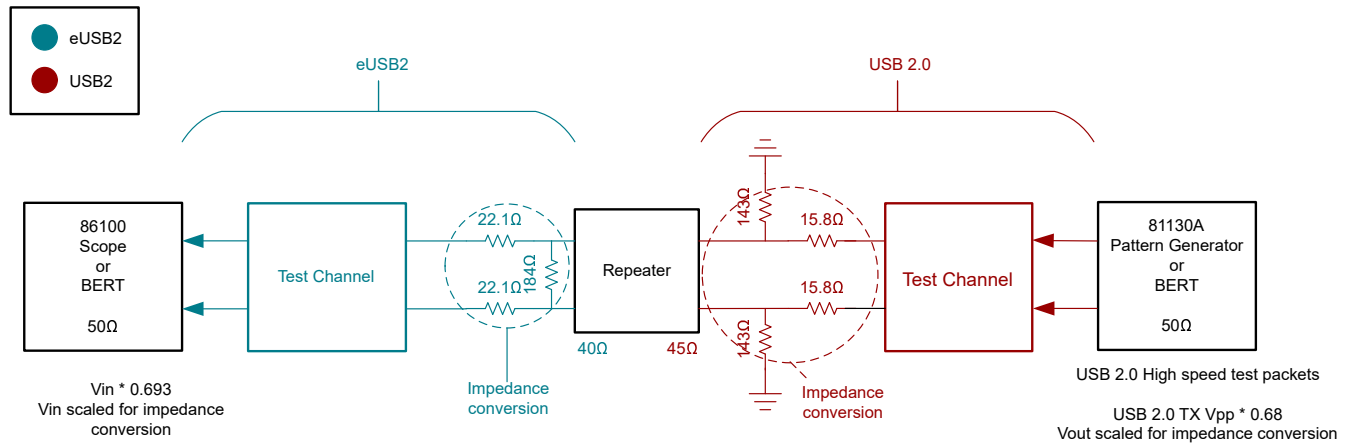 eUSB2
USB2
eUSB2
USB 2.0
86100
Scope
or
BERT
50Ω
Test Channel
22.1Ω
184Ω
22.1Ω
Repeater
40Ω
45Ω
143Ω
15.8Ω
15.8Ω
143Ω
Test Channel
81130A
Pattern Generator
or
BERT
50Ω
Vin * 0.693
Vin scaled for impedance
conversion
Impedance
conversion
Impedance
conversion
USB 2.0 High speed test packets
USB 2.0 TX Vpp * 0.68
Vout scaled for impedance conversion